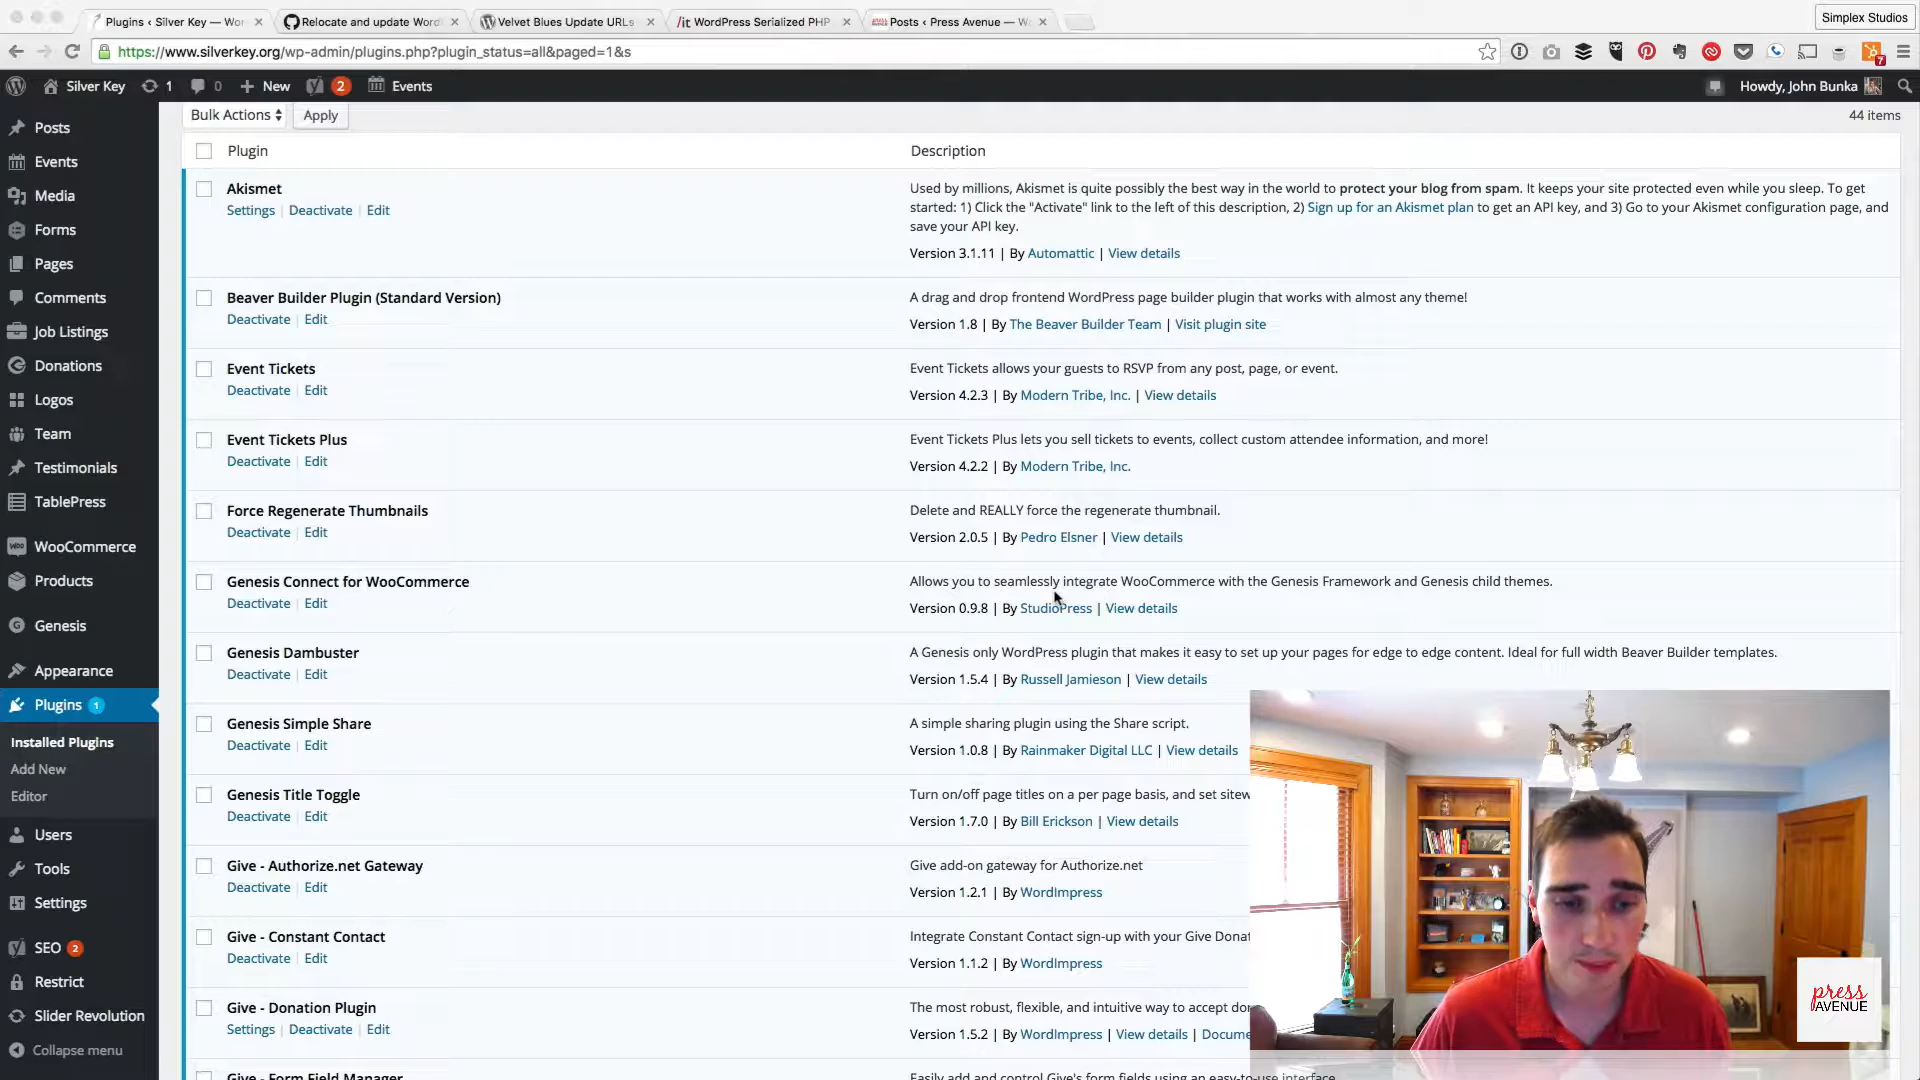 Plugins ‹ Silver Key — Wor
Relocate and update Word
Velvet Blues Update URLs
/it WordPress Serialized PHP
Posts ‹ Press Avenue — Wo
Simplex Studios
https://www.silverkey.org/wp-admin/plugins.php?plugin_status=all&paged=1&s
7
Silver Key
1
0
New
2
Events
Howdy, John Bunka
Posts
Events
Media
Forms
Pages
Comments
Job Listings
Donations
Logos
Team
Testimonials
TablePress
WooCommerce
Products
Genesis
Appearance
Plugins 1
Installed Plugins
Add New
Editor
Users
Tools
Settings
SEO 2
Restrict
Slider Revolution
Collapse menu
Bulk Actions
Apply
44 items
Plugin
Description
Akismet
Settings | Deactivate | Edit
Used by millions, Akismet is quite possibly the best way in the world to protect your blog from spam. It keeps your site protected even while you sleep. To get
started: 1) Click the "Activate" link to the left of this description, 2) Sign up for an Akismet plan to get an API key, and 3) Go to your Akismet configuration page, and
save your API key.
Version 3.1.11 | By Automattic | View details
Beaver Builder Plugin (Standard Version)
Deactivate | Edit
A drag and drop frontend WordPress page builder plugin that works with almost any theme!
Version 1.8 | By The Beaver Builder Team | Visit plugin site
Event Tickets
Deactivate | Edit
Event Tickets allows your guests to RSVP from any post, page, or event.
Version 4.2.3 | By Modern Tribe, Inc. | View details
Event Tickets Plus
Deactivate | Edit
Event Tickets Plus lets you sell tickets to events, collect custom attendee information, and more!
Version 4.2.2 | By Modern Tribe, Inc.
Force Regenerate Thumbnails
Deactivate | Edit
Delete and REALLY force the regenerate thumbnail.
Version 2.0.5 | By Pedro Elsner | View details
Genesis Connect for WooCommerce
Deactivate | Edit
Allows you to seamlessly integrate WooCommerce with the Genesis Framework and Genesis child themes.
Version 0.9.8 | By StudioPress | View details
Genesis Dambuster
Deactivate | Edit
A Genesis only WordPress plugin that makes it easy to set up your pages for edge to edge content. Ideal for full width Beaver Builder templates.
Version 1.5.4 | By Russell Jamieson | View details
Genesis Simple Share
Deactivate | Edit
A simple sharing plugin using the Share script.
Version 1.0.8 | By Rainmaker Digital LLC | View details
Genesis Title Toggle
Deactivate | Edit
Turn on/off page titles on a per page basis, and set sitew
Version 1.7.0 | By Bill Erickson | View details
Give - Authorize.net Gateway
Deactivate | Edit
Give add-on gateway for Authorize.net
Version 1.2.1 | By WordImpress
Give - Constant Contact
Deactivate | Edit
Integrate Constant Contact sign-up with your Give Donat
Version 1.1.2 | By WordImpress
Give - Donation Plugin
Settings | Deactivate | Edit
The most robust, flexible, and intuitive way to accept don
Version 1.5.2 | By WordImpress | View details | Docume
Give - Form Field Manager
Easily add and control Give's form fields using an easy-to-use interface
press
AVENUE